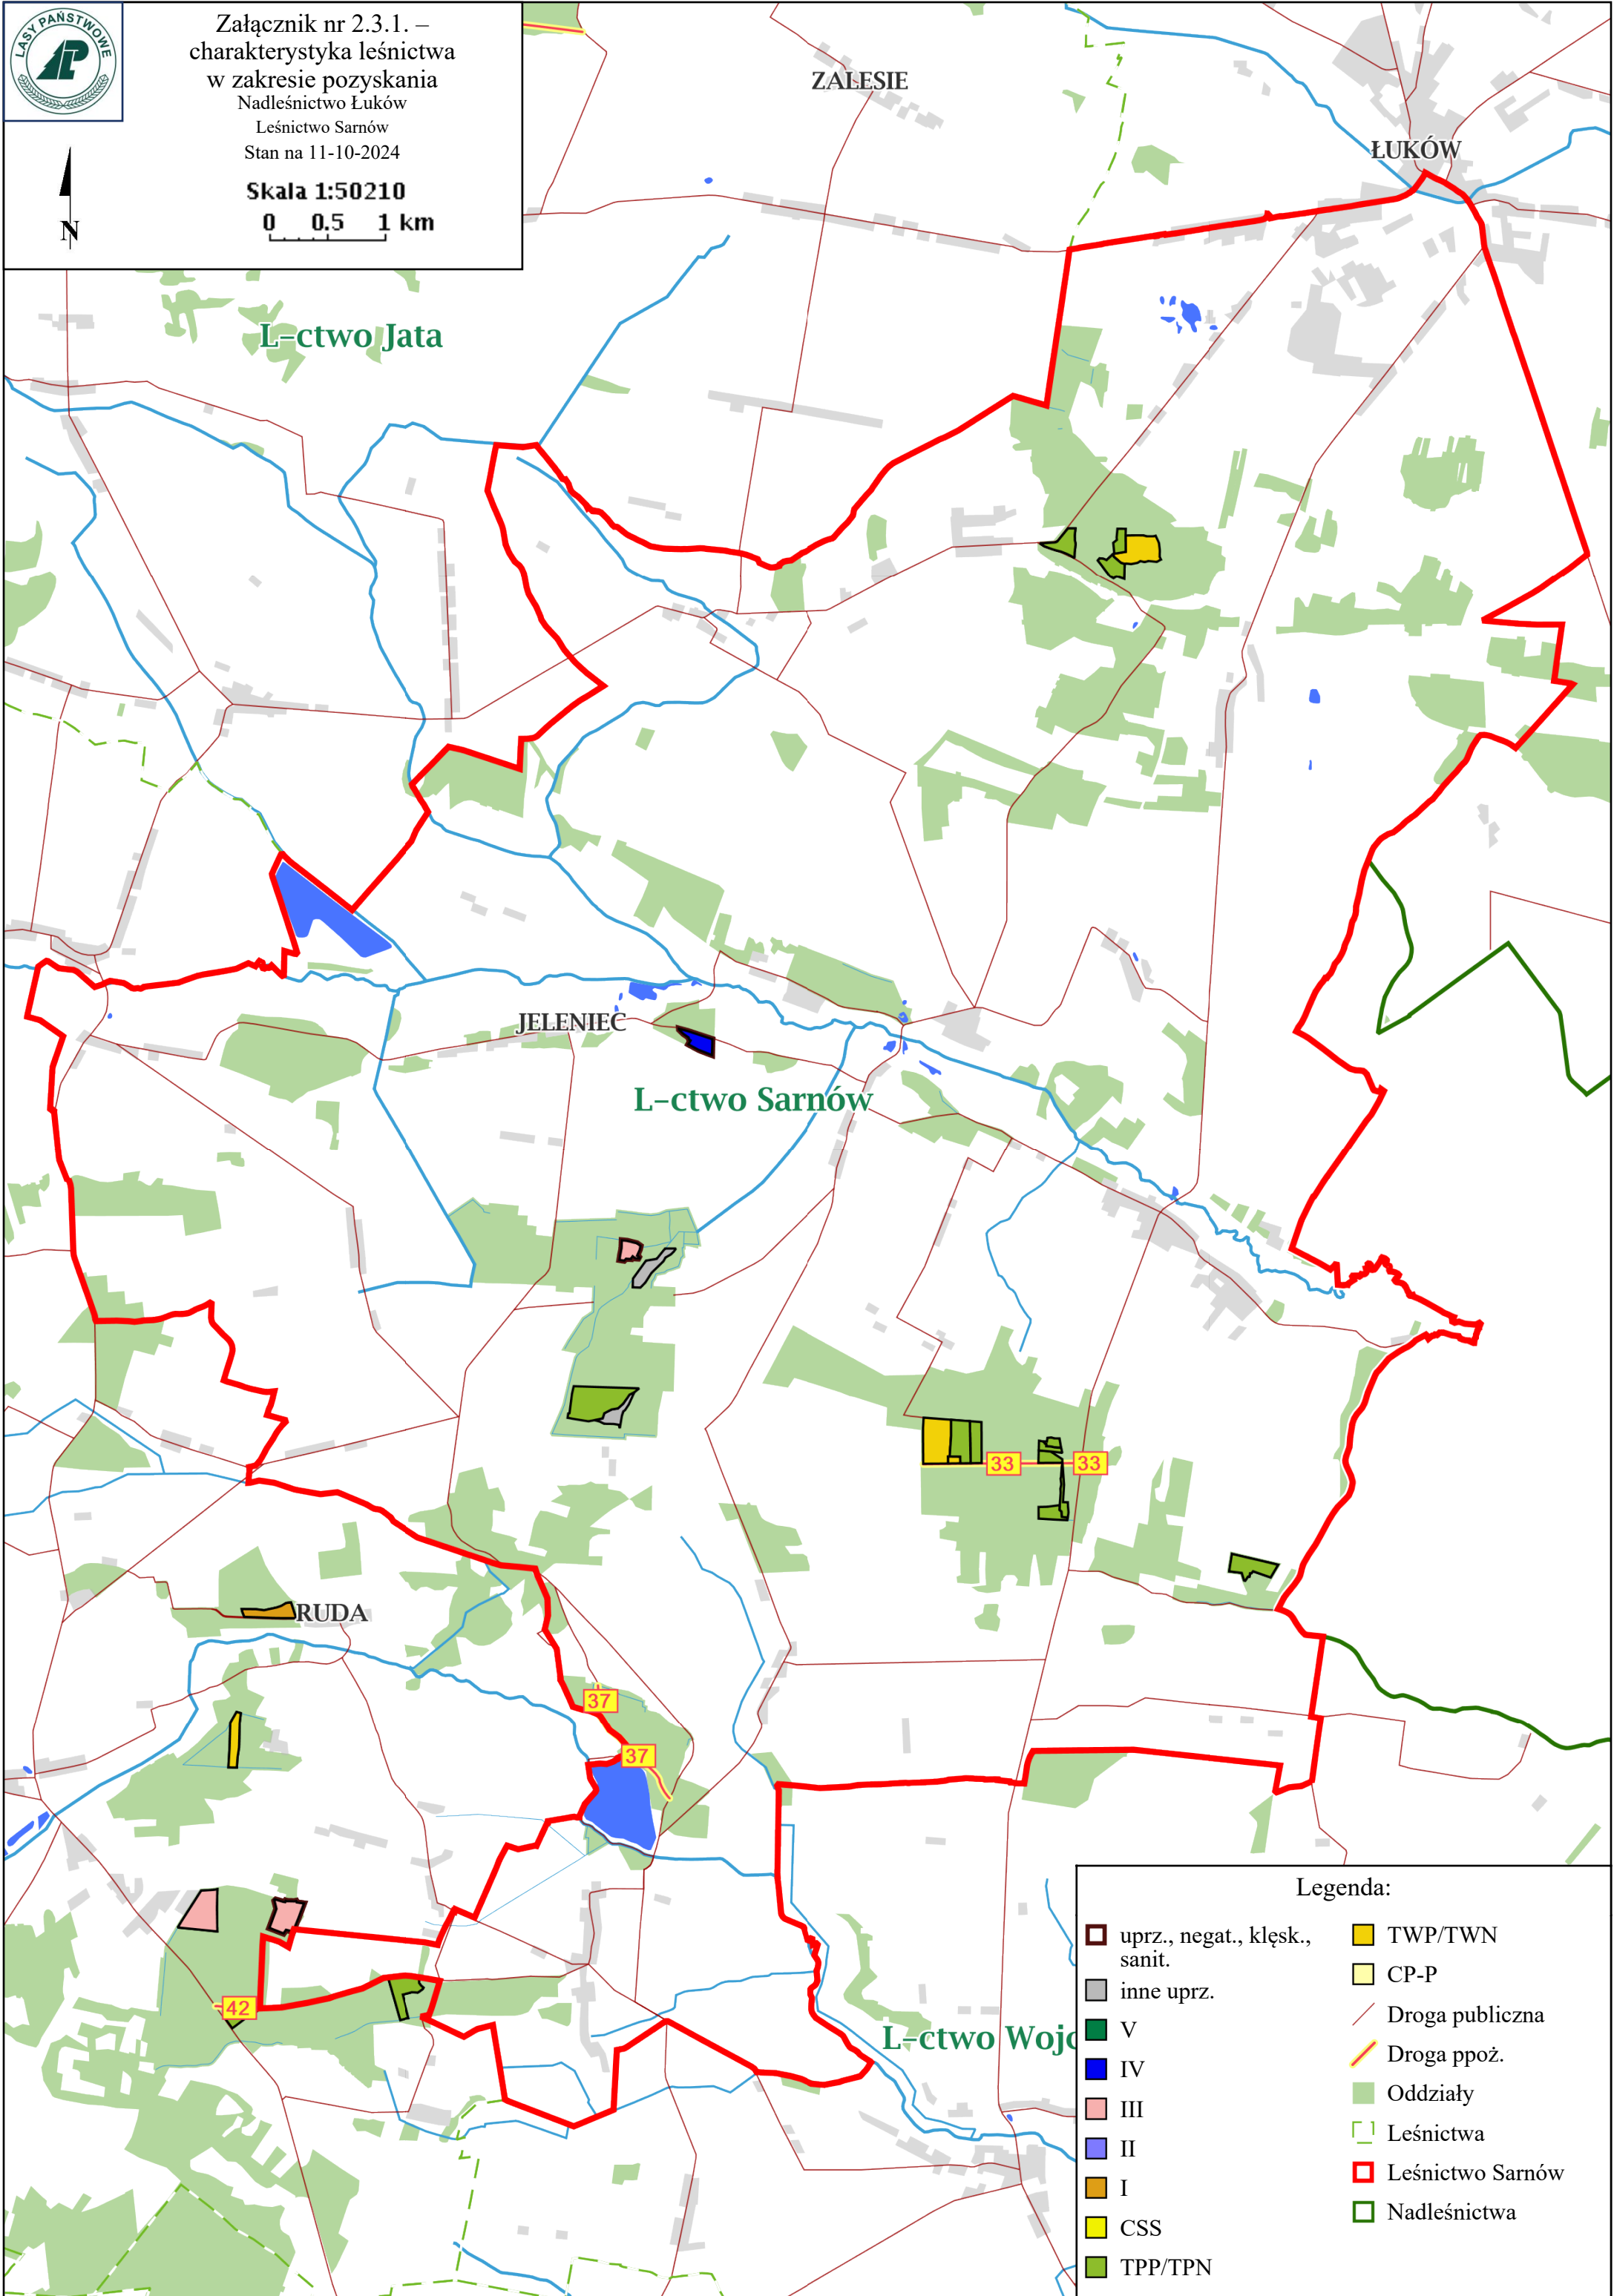 LASY PAŃSTWOWE
Załącznik nr 2.3.1. –
charakterystyka leśnictwa
w zakresie pozyskania
Nadleśnictwo Łuków
Leśnictwo Sarnów
Stan na 11-10-2024
Skala 1:50210
0 0.5 1 km
N
ZALESIE
ŁUKÓW
L-ctwo Jata
JELENIEC
L-ctwo Sarnów
33
33
RUDA
37
37
42
L-ctwo Wojc
Legenda:
uprz., negat., klęsk.,
sanit.
inne uprz.
V
IV
III
II
I
CSS
TPP/TPN
TWP/TWN
CP-P
Droga publiczna
Droga ppoż.
Oddziały
Leśnictwa
Leśnictwo Sarnów
Nadleśnictwa